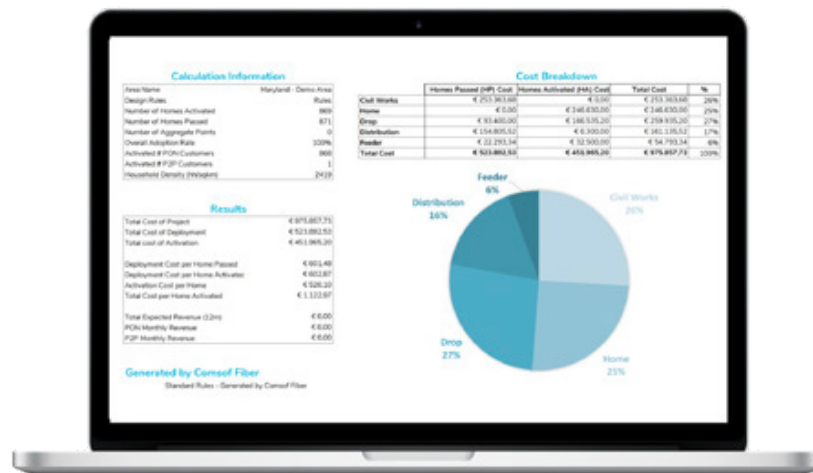 Calculation Information
Area Name Maryland - Demo Area
Design Rules Rules
Number of Homes Activated 869
Number of Homes Passed 871
Number of Aggregate Points 0
Overall Adoption Rate 100%
Activated # PON Customers 868
Activated # P2P Customers 1
Household Density 2419
Results
Total Cost of Project € 975.857,73
Total Cost of Deployment € 523.892,53
Total cost of Activation € 451.965,20
Deployment Cost per Home Passed € 601,48
Deployment Cost per Home Activated € 602,87
Activation Cost per Home € 520,10
Total Cost per Home Activated € 1.122,97
Total Expected Revenue (12m) € 0,00
PON Monthly Revenue € 0,00
P2P Monthly Revenue € 0,00
Generated by Comsof Fiber
Standard Rules - Generated by Comsof Fiber
Cost Breakdown
Homes Passed (HP) Cost Homes Activated (HA) Cost Total Cost %
Civil Works € 253.363,68 € 0,00 € 253.363,68 26%
Home € 0,00 € 246.630,00 € 246.630,00 25%
Drop € 93.400,00 € 166.535,20 € 259.935,20 27%
Distribution € 154.835,52 € 6.300,00 € 161.135,52 17%
Feeder € 22.293,34 € 32.500,00 € 54.793,34 6%
Total Cost € 523.892,53 € 451.965,20 € 975.857,73 100%
Feeder
6%
Distribution
16%
Civil Works
26%
Drop
27%
Home
25%